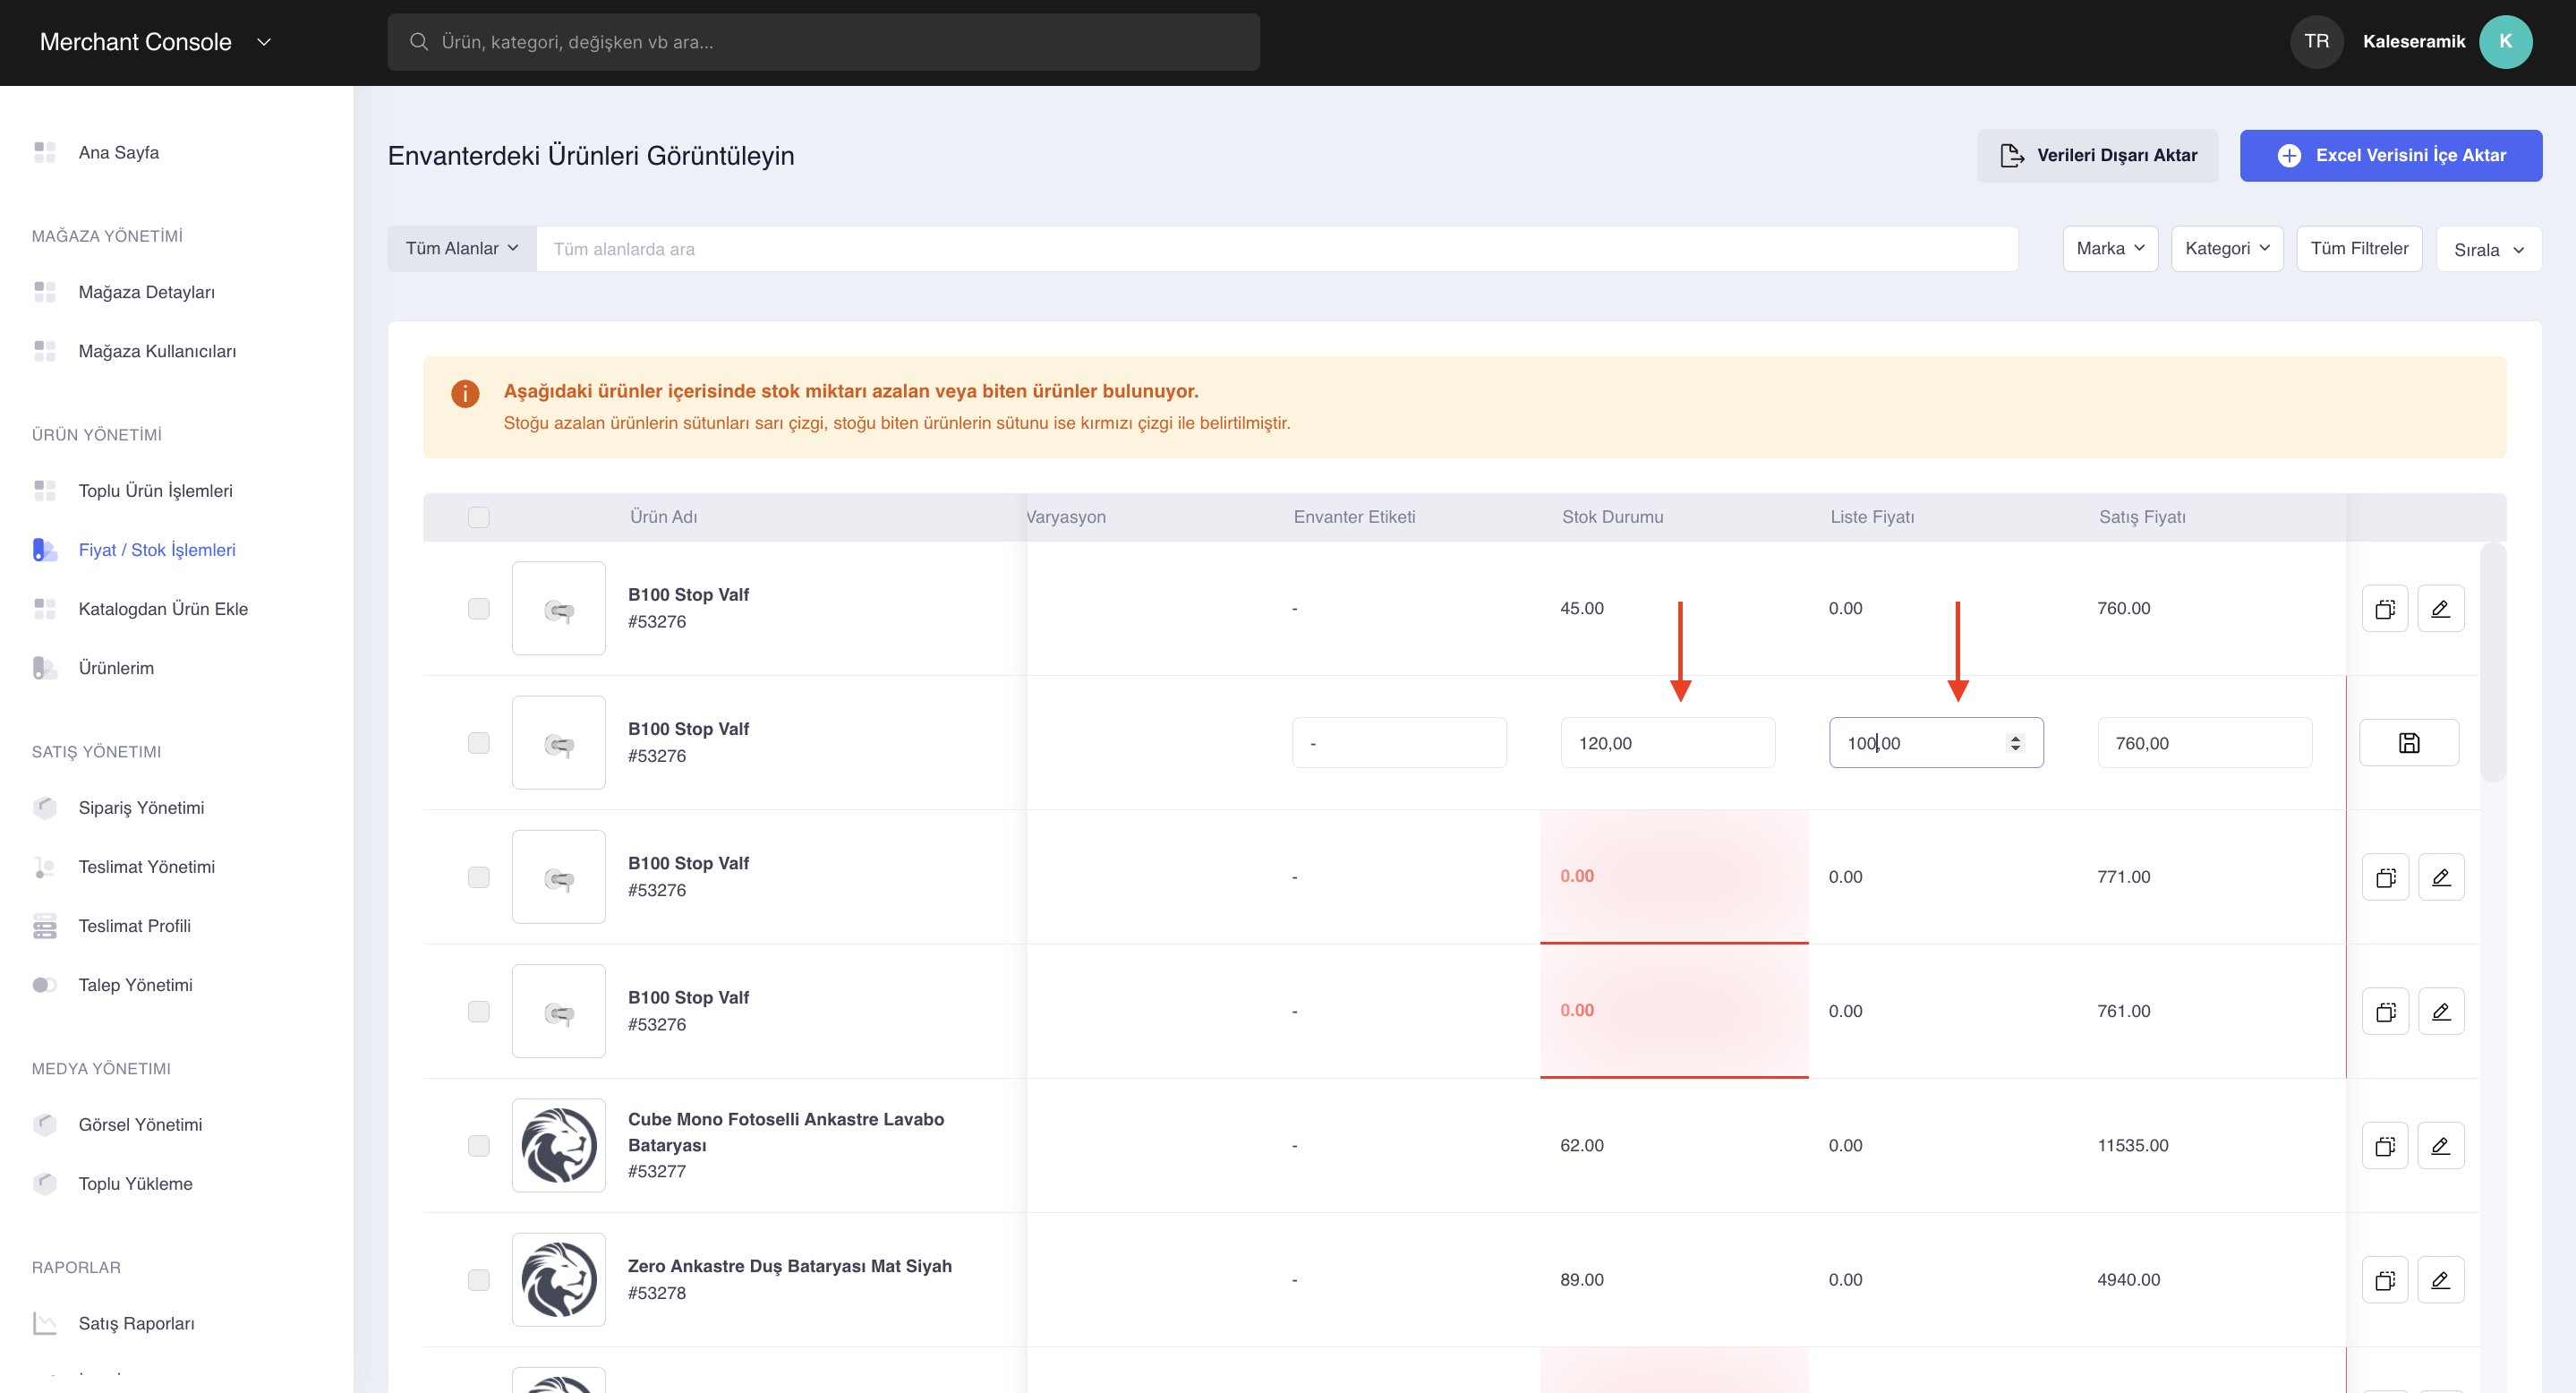 Merchant Console
Ürün, kategori, değişken vb ara...
TR
Kaleseramik
K
Ana Sayfa
MAĞAZA YÖNETİMİ
Mağaza Detayları
Mağaza Kullanıcıları
ÜRÜN YÖNETİMİ
Toplu Ürün İşlemleri
Fiyat / Stok İşlemleri
Katalogdan Ürün Ekle
Ürünlerim
SATIŞ YÖNETIMI
Sipariş Yönetimi
Teslimat Yönetimi
Teslimat Profili
Talep Yönetimi
MEDYA YÖNETIMI
Görsel Yönetimi
Toplu Yükleme
RAPORLAR
Satış Raporları
Envanterdeki Ürünleri Görüntüleyin
Verileri Dışarı Aktar
Excel Verisini İçe Aktar
Tüm Alanlar
Tüm alanlarda ara
Marka
Kategori
Tüm Filtreler
Sırala
Aşağıdaki ürünler içerisinde stok miktarı azalan veya biten ürünler bulunuyor.
Stoğu azalan ürünlerin sütunları sarı çizgi, stoğu biten ürünlerin sütunu ise kırmızı çizgi ile belirtilmiştir.
Ürün Adı Varyasyon Envanter Etiketi Stok Durumu Liste Fiyatı Satış Fiyatı
B100 Stop Valf
#53276
- 45.00 0.00 760.00
B100 Stop Valf
#53276
- 120,00 100,00 760,00
B100 Stop Valf
#53276
- 0.00 0.00 771.00
B100 Stop Valf
#53276
- 0.00 0.00 761.00
Cube Mono Fotoselli Ankastre Lavabo
Bataryası
#53277
- 62.00 0.00 11535.00
Zero Ankastre Duş Bataryası Mat Siyah
#53278
- 89.00 0.00 4940.00